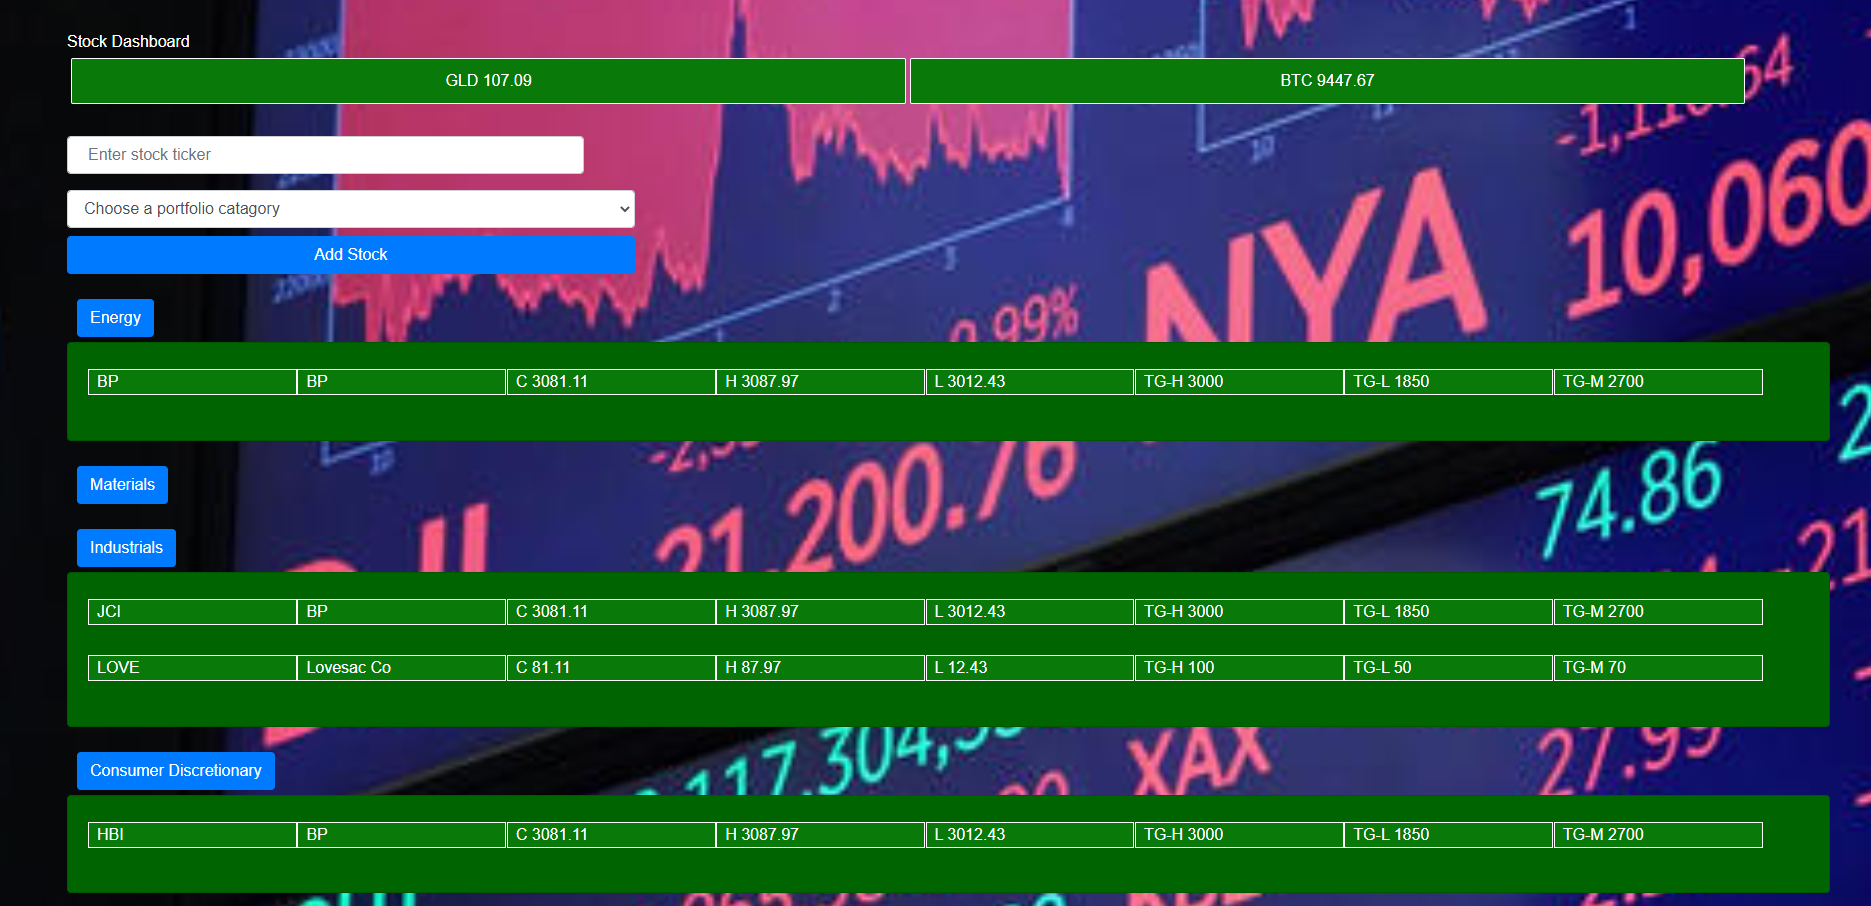 Stock Dashboard
GLD 107.09 BTC 9447.67
-1,110.64
Enter stock ticker
Choose a portfolio catagory
Add Stock
NYA 10,060
0.99%
Energy
BP BP C 3081.11 H 3087.97 L 3012.43 TG-H 3000 TG-L 1850 TG-M 2700
21,200.76
74.86
Materials
Industrials
JCI BP C 3081.11 H 3087.97 L 3012.43 TG-H 3000 TG-L 1850 TG-M 2700
LOVE Lovesac Co C 81.11 H 87.97 L 12.43 TG-H 100 TG-L 50 TG-M 70
XAX 27.99
Consumer Discretionary
HBI BP C 3081.11 H 3087.97 L 3012.43 TG-H 3000 TG-L 1850 TG-M 2700